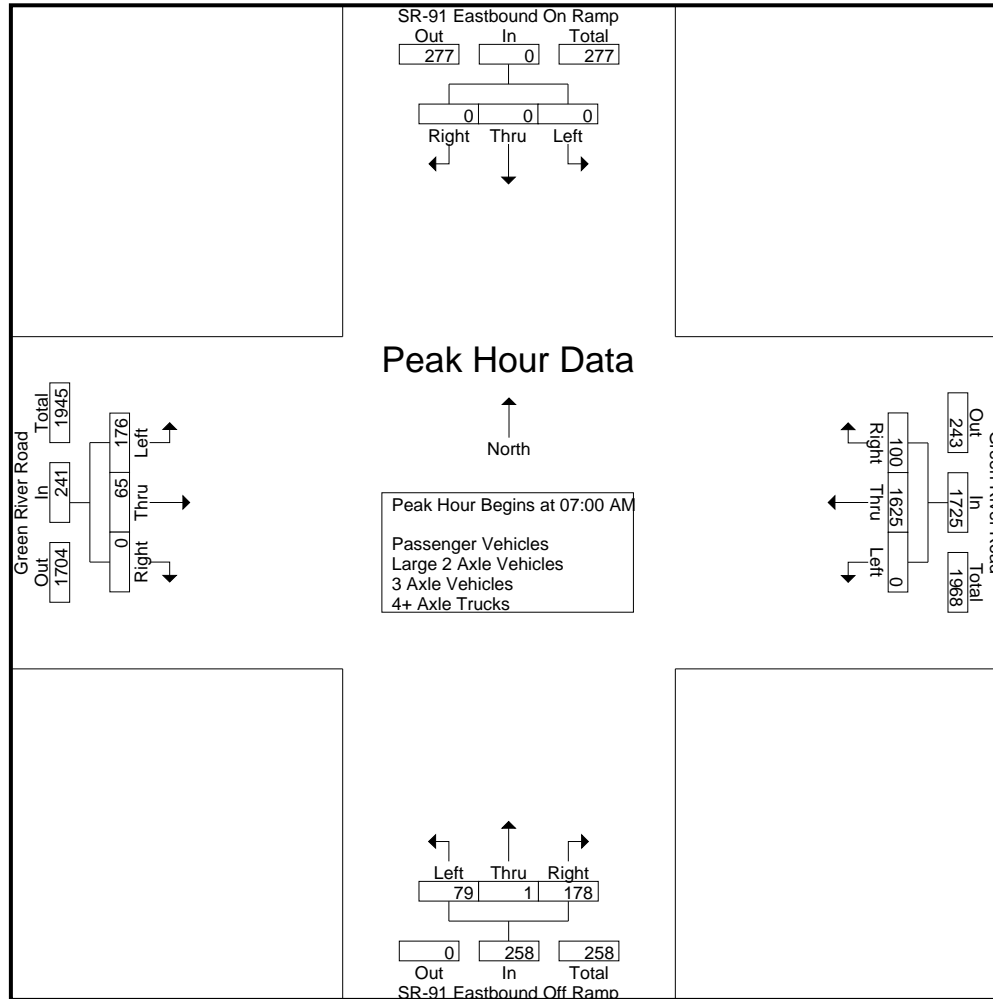 SR-91 Eastbound On Ramp
Out In Total
277 0 277
0 0 0
Right Thru Left
Peak Hour Data
North
Peak Hour Begins at 07:00 AM
Passenger Vehicles
Large 2 Axle Vehicles
3 Axle Vehicles
4+ Axle Trucks
Green River Road
Out In Total
1704 241 1945
Right Thru Left
0 65 176
Green River Road
Out In Total
243 1725 1968
Right Thru Left
100 1625 0
Left Thru Right
79 1 178
0 258 258
Out In Total
SR-91 Eastbound Off Ramp